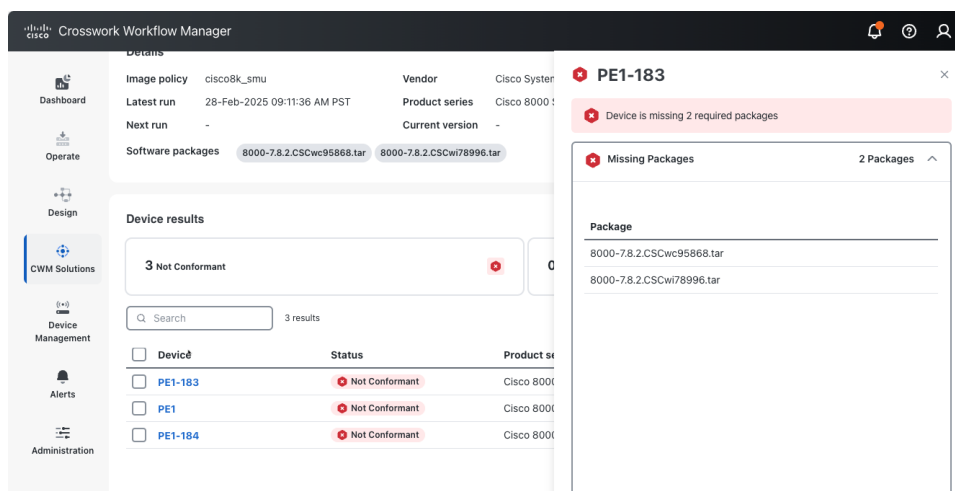 cisco Crosswork Workflow Manager
Dashboard
Operate
Design
CWM Solutions
Device
Management
Alerts
Administration
Details
Image policy cisco8k_smu Vendor Cisco System
Latest run 28-Feb-2025 09:11:36 AM PST Product series Cisco 8000
Next run - Current version -
Software packages 8000-7.8.2.CSCwc95868.tar 8000-7.8.2.CSCwi78996.tar
Device results
3 Not Conformant 0
Search 3 results
Device Status Product se
PE1-183 Not Conformant Cisco 8000
PE1 Not Conformant Cisco 8000
PE1-184 Not Conformant Cisco 8000
PE1-183
Device is missing 2 required packages
Missing Packages 2 Packages
Package
8000-7.8.2.CSCwc95868.tar
8000-7.8.2.CSCwi78996.tar